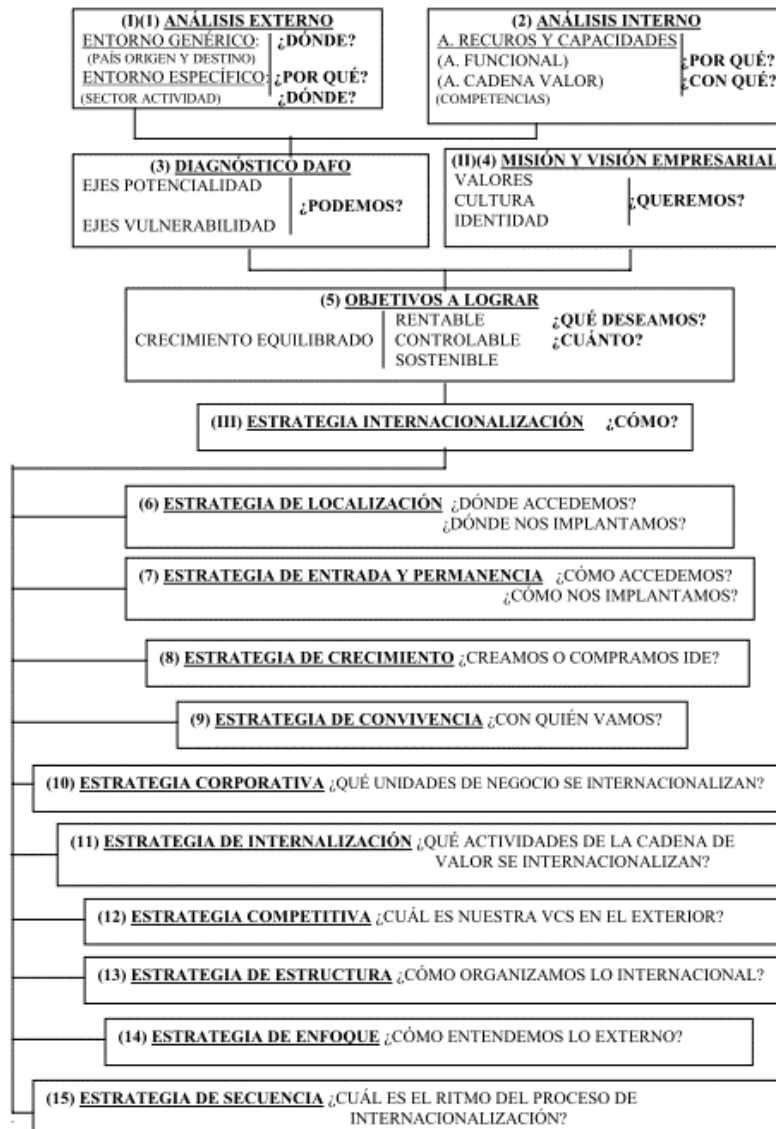 (I)(1) ANÁLISIS EXTERNO
ENTORNO GENÉRICO: ¿DÓNDE?
(PAÍS ORIGEN Y DESTINO)
ENTORNO ESPECÍFICO: ¿POR QUÉ?
(SECTOR ACTIVIDAD) ¿DÓNDE?
(2) ANÁLISIS INTERNO
A. RECUROS Y CAPACIDADES
(A. FUNCIONAL) ¿POR QUÉ?
(A. CADENA VALOR) ¿CON QUÉ?
(COMPETENCIAS)
(3) DIAGNÓSTICO DAFO
EJES POTENCIALIDAD
¿PODEMOS?
EJES VULNERABILIDAD
(II)(4) MISIÓN Y VISIÓN EMPRESARIAL
VALORES
CULTURA ¿QUEREMOS?
IDENTIDAD
(5) OBJETIVOS A LOGRAR
RENTABLE ¿QUÉ DESEAMOS?
CRECIMIENTO EQUILIBRADO CONTROLABLE ¿CUÁNTO?
SOSTENIBLE
(III) ESTRATEGIA INTERNACIONALIZACIÓN ¿CÓMO?
(6) ESTRATEGIA DE LOCALIZACIÓN ¿DÓNDE ACCEDEMOS?
¿DÓNDE NOS IMPLANTAMOS?
(7) ESTRATEGIA DE ENTRADA Y PERMANENCIA ¿CÓMO ACCEDEMOS?
¿CÓMO NOS IMPLANTAMOS?
(8) ESTRATEGIA DE CRECIMIENTO ¿CREAMOS O COMPRAMOS IDE?
(9) ESTRATEGIA DE CONVIVENCIA ¿CON QUIÉN VAMOS?
(10) ESTRATEGIA CORPORATIVA ¿QUÉ UNIDADES DE NEGOCIO SE INTERNACIONALIZAN?
(11) ESTRATEGIA DE INTERNALIZACIÓN ¿QUÉ ACTIVIDADES DE LA CADENA DE
VALOR SE INTERNACIONALIZAN?
(12) ESTRATEGIA COMPETITIVA ¿CUÁL ES NUESTRA VCS EN EL EXTERIOR?
(13) ESTRATEGIA DE ESTRUCTURA ¿CÓMO ORGANIZAMOS LO INTERNACIONAL?
(14) ESTRATEGIA DE ENFOQUE ¿CÓMO ENTENDEMOS LO EXTERNO?
(15) ESTRATEGIA DE SECUENCIA ¿CUÁL ES EL RITMO DEL PROCESO DE
INTERNACIONALIZACIÓN?